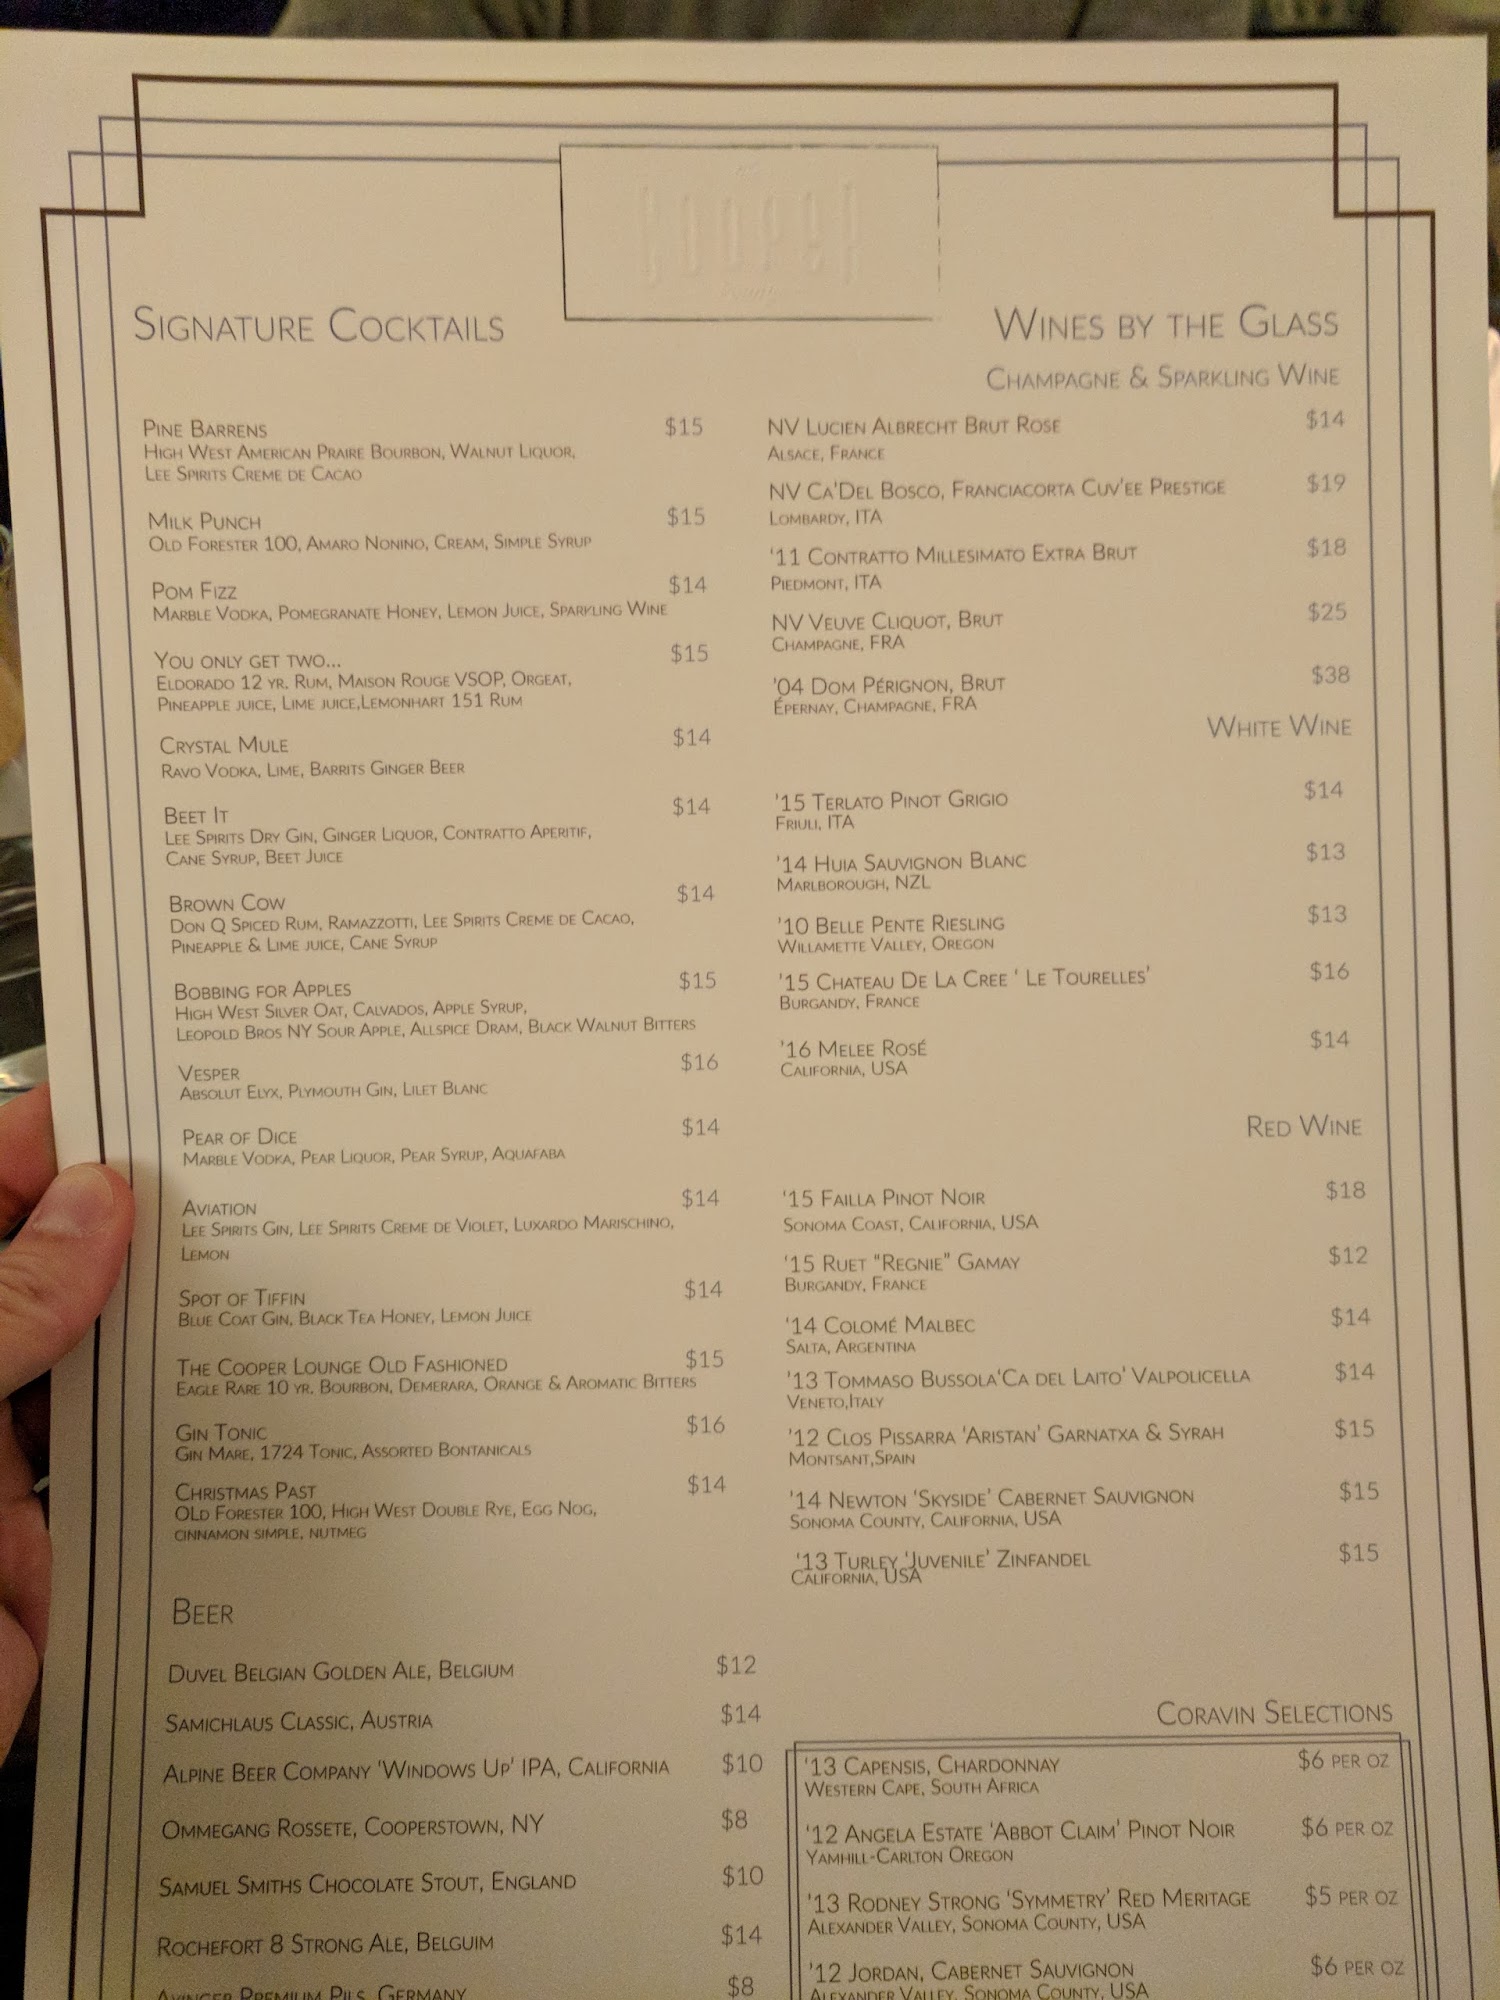 COOPER
SIGNATURE COCKTAILS
PINE BARRENS $15
HIGH WEST AMERICAN PRAIRE BOURBON, WALNUT LIQUOR,
LEE SPIRITS CREME DE CACAO
MILK PUNCH $15
OLD FORESTER 100, AMARO NONINO, CREAM, SIMPLE SYRUP
POM FIZZ $14
MARBLE VODKA, POMEGRANATE HONEY, LEMON JUICE, SPARKLING WINE
YOU ONLY GET TWO... $15
ELDORADO 12 YR. RUM, MAISON ROUGE VSOP, ORGEAT,
PINEAPPLE JUICE, LIME JUICE,LEMONHART 151 RUM
CRYSTAL MULE $14
RAVO VODKA, LIME, BARRITS GINGER BEER
BEET IT $14
LEE SPIRITS DRY GIN, GINGER LIQUOR, CONTRATTO APERITIF,
CANE SYRUP, BEET JUICE
BROWN COW $14
DON Q SPICED RUM, RAMAZZOTTI, LEE SPIRITS CREME DE CACAO,
PINEAPPLE & LIME JUICE, CANE SYRUP
BOBBING FOR APPLES $15
HIGH WEST SILVER OAT, CALVADOS, APPLE SYRUP,
LEOPOLD BROS NY SOUR APPLE, ALLSPICE DRAM, BLACK WALNUT BITTERS
VESPER $16
ABSOLUT ELYX, PLYMOUTH GIN, LILET BLANC
PEAR OF DICE $14
MARBLE VODKA, PEAR LIQUOR, PEAR SYRUP, AQUAFABA
AVIATION $14
LEE SPIRITS GIN, LEE SPIRITS CREME DE VIOLET, LUXARDO MARISCHINO,
LEMON
SPOT OF TIFFIN $14
BLUE COAT GIN, BLACK TEA HONEY, LEMON JUICE
THE COOPER LOUNGE OLD FASHIONED $15
EAGLE RARE 10 YR. BOURBON, DEMERARA, ORANGE & AROMATIC BITTERS
GIN TONIC $16
GIN MARE, 1724 TONIC, ASSORTED BONTANICALS
CHRISTMAS PAST $14
OLD FORESTER 100, HIGH WEST DOUBLE RYE, EGG NOG,
CINNAMON SIMPLE, NUTMEG
BEER
DUVEL BELGIAN GOLDEN ALE, BELGIUM $12
SAMICHLAUS CLASSIC, AUSTRIA $14
ALPINE BEER COMPANY 'WINDOWS UP' IPA, CALIFORNIA $10
OMMEGANG ROSSETE, COOPERSTOWN, NY $8
SAMUEL SMITHS CHOCOLATE STOUT, ENGLAND $10
ROCHEFORT 8 STRONG ALE, BELGUIM $14
PREMIUM PILS, GERMANY $8
WINES BY THE GLASS
CHAMPAGNE & SPARKLING WINE
NV LUCIEN ALBRECHT BRUT ROSE $14
ALSACE, FRANCE
NV CA'DEL BOSCO, FRANCIACORTA CUV'EE PRESTIGE $19
LOMBARDY, ITA
'11 CONTRATTO MILLESIMATO EXTRA BRUT $18
PIEDMONT, ITA
NV VEUVE CLIQUOT, BRUT $25
CHAMPAGNE, FRA
'04 DOM PÉRIGNON, BRUT $38
ÉPERNAY, CHAMPAGNE, FRA
WHITE WINE
'15 TERLATO PINOT GRIGIO $14
FRIULI, ITA
'14 HUIA SAUVIGNON BLANC $13
MARLBOROUGH, NZL
'10 BELLE PENTE RIESLING $13
WILLAMETTE VALLEY, OREGON
'15 CHATEAU DE LA CREE ' LE TOURELLES' $16
BURGANDY, FRANCE
'16 MELEE ROSÉ $14
CALIFORNIA, USA
RED WINE
'15 FAILLA PINOT NOIR $18
SONOMA COAST, CALIFORNIA, USA
'15 RUET "REGNIE" GAMAY $12
BURGANDY, FRANCE
'14 COLOMÉ MALBEC $14
SALTA, ARGENTINA
'13 TOMMASO BUSSOLA'CA DEL LAITO' VALPOLICELLA $14
VENETO,ITALY
'12 CLOS PISSARRA 'ARISTAN' GARNATXA & SYRAH $15
MONTSANT,SPAIN
'14 NEWTON 'SKYSIDE' CABERNET SAUVIGNON $15
SONOMA COUNTY, CALIFORNIA, USA
'13 TURLEY 'JUVENILE' ZINFANDEL $15
CALIFORNIA, USA
CORAVIN SELECTIONS
'13 CAPENSIS, CHARDONNAY $6 PER OZ
WESTERN CAPE, SOUTH AFRICA
'12 ANGELA ESTATE 'ABBOT CLAIM' PINOT NOIR $6 PER OZ
YAMHILL-CARLTON OREGON
'13 RODNEY STRONG 'SYMMETRY' RED MERITAGE $5 PER OZ
ALEXANDER VALLEY, SONOMA COUNTY, USA
'12 JORDAN, CABERNET SAUVIGNON $6 PER OZ
ALEXANDER VALLEY, SONOMA COUNTY, USA